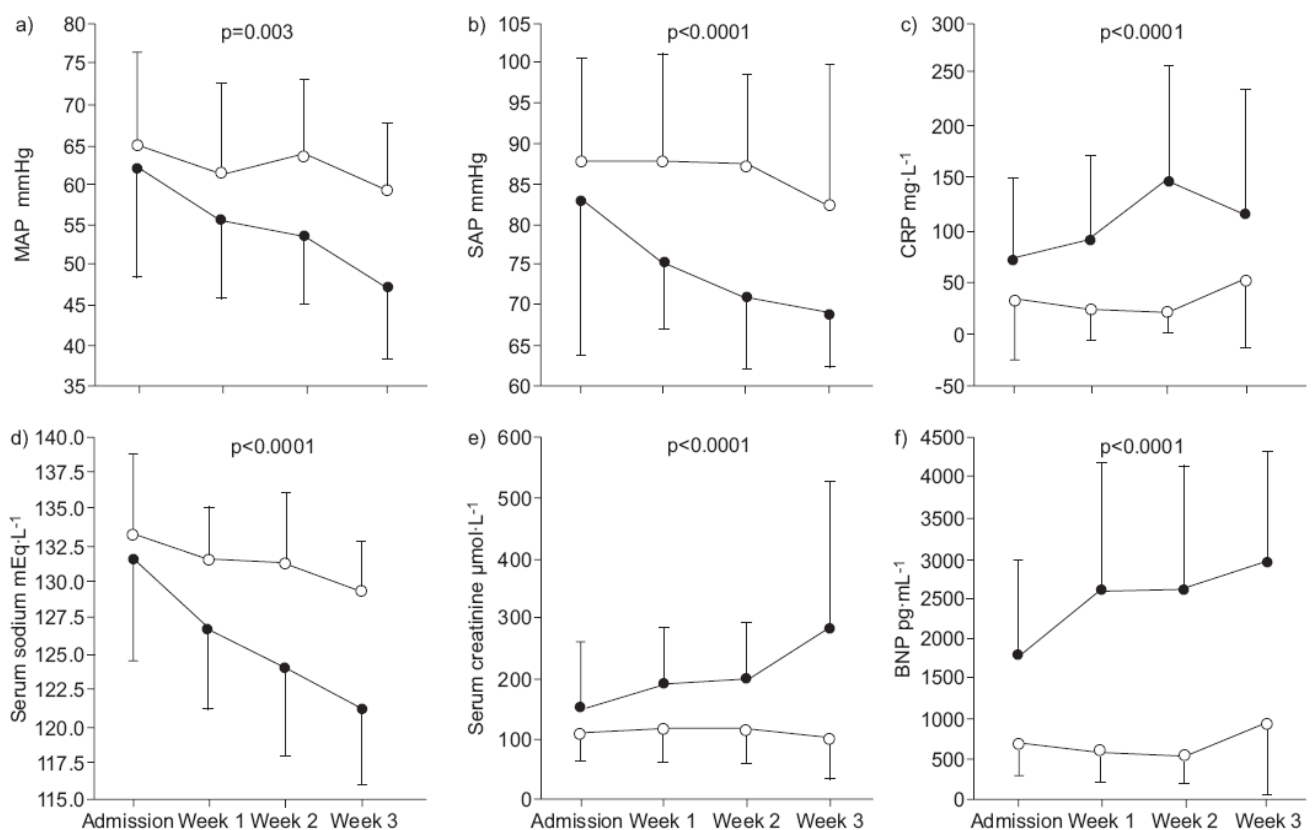 a)
p=0.003
80
75
70
65
60
55
50
45
40
35
MAP mmHg
b)
p<0.0001
105
100
95
90
85
80
75
70
65
60
SAP mmHg
c)
p<0.0001
300
250
200
150
100
50
0
-50
CRP mg·L-1
d)
p<0.0001
140.0
137.5
135.0
132.5
130.0
127.5
125.0
122.5
120.0
117.5
115.0
Serum sodium mEq·L-1
Admission Week 1 Week 2 Week 3
e)
p<0.0001
600
500
400
300
200
100
0
Serum creatinine µmol·L-1
Admission Week 1 Week 2 Week 3
f)
p<0.0001
4500
4000
3500
3000
2500
2000
1500
1000
500
0
BNP pg·mL-1
Admission Week 1 Week 2 Week 3